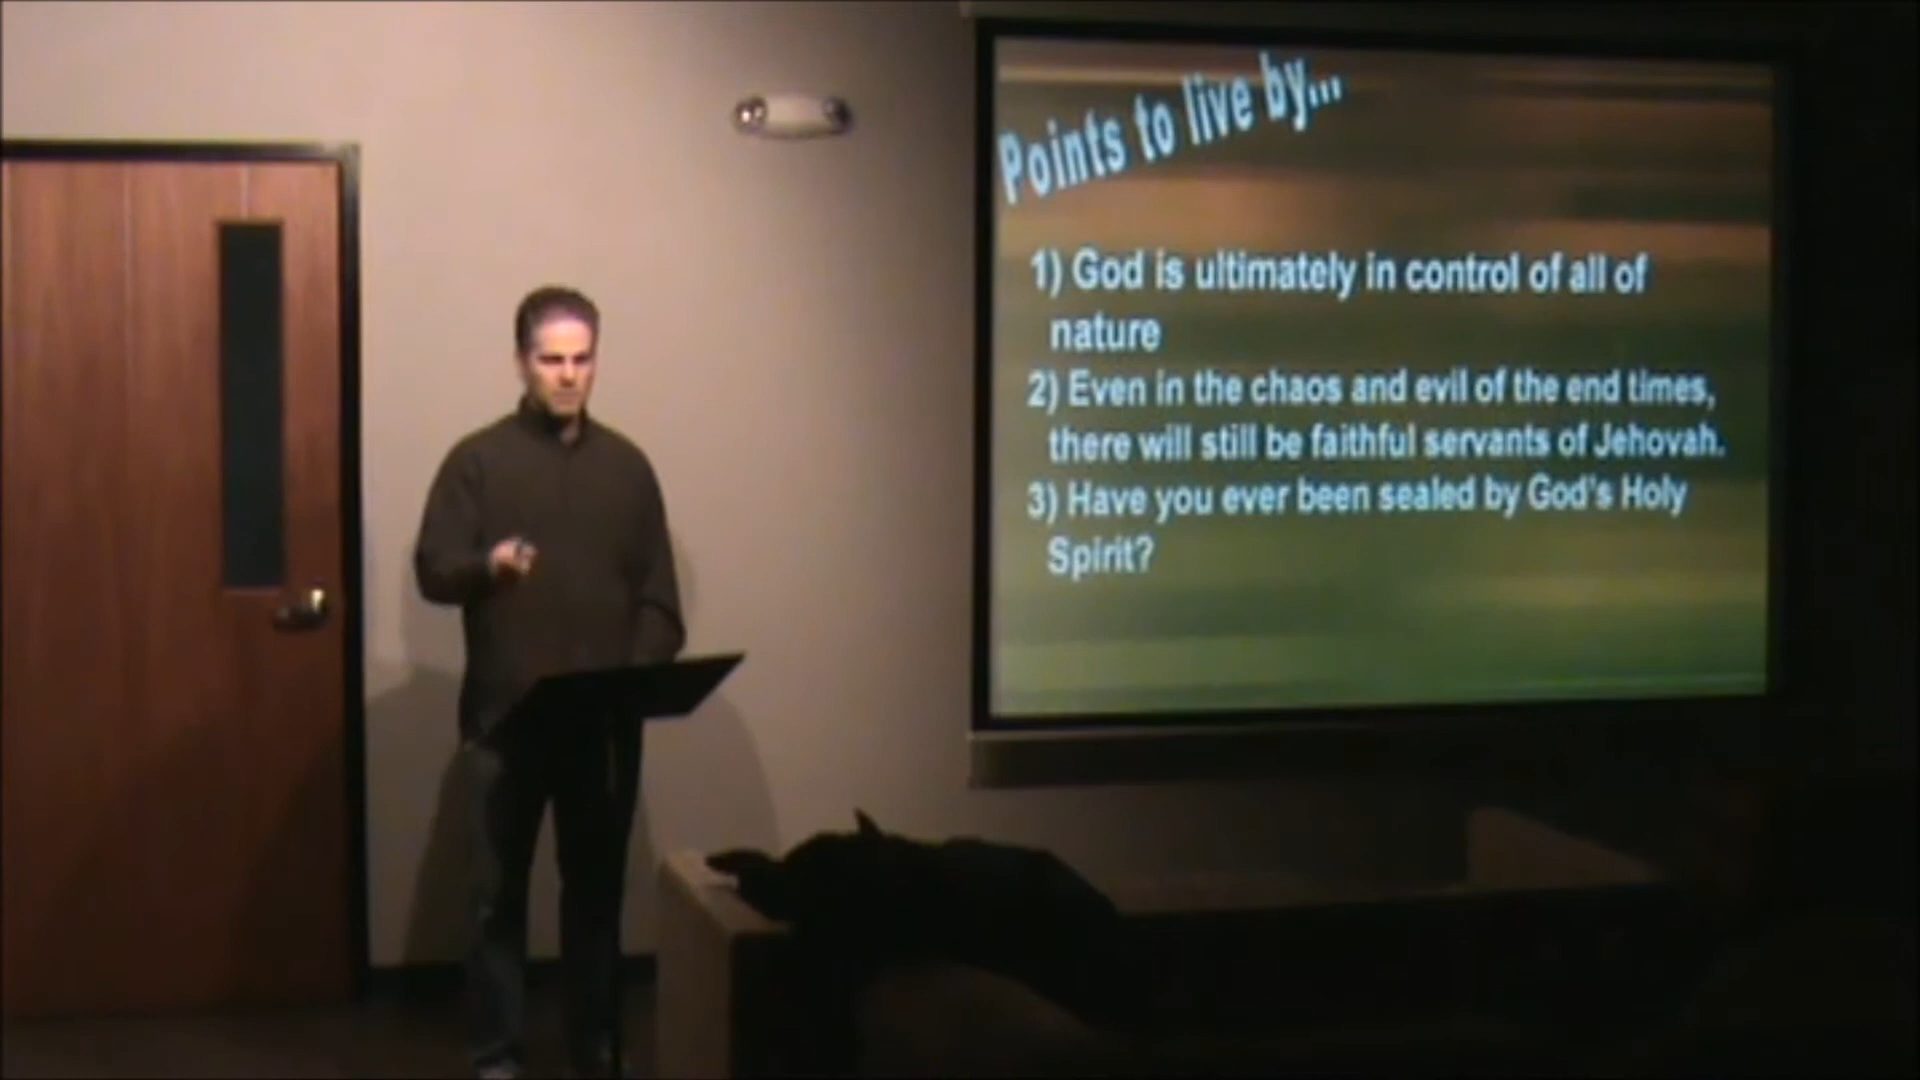 Points to live by...
1) God is ultimately in control of all of
nature
2) Even in the chaos and evil of the end times,
there will still be faithful servants of Jehovah.
3) Have you ever been sealed by God's Holy
Spirit?